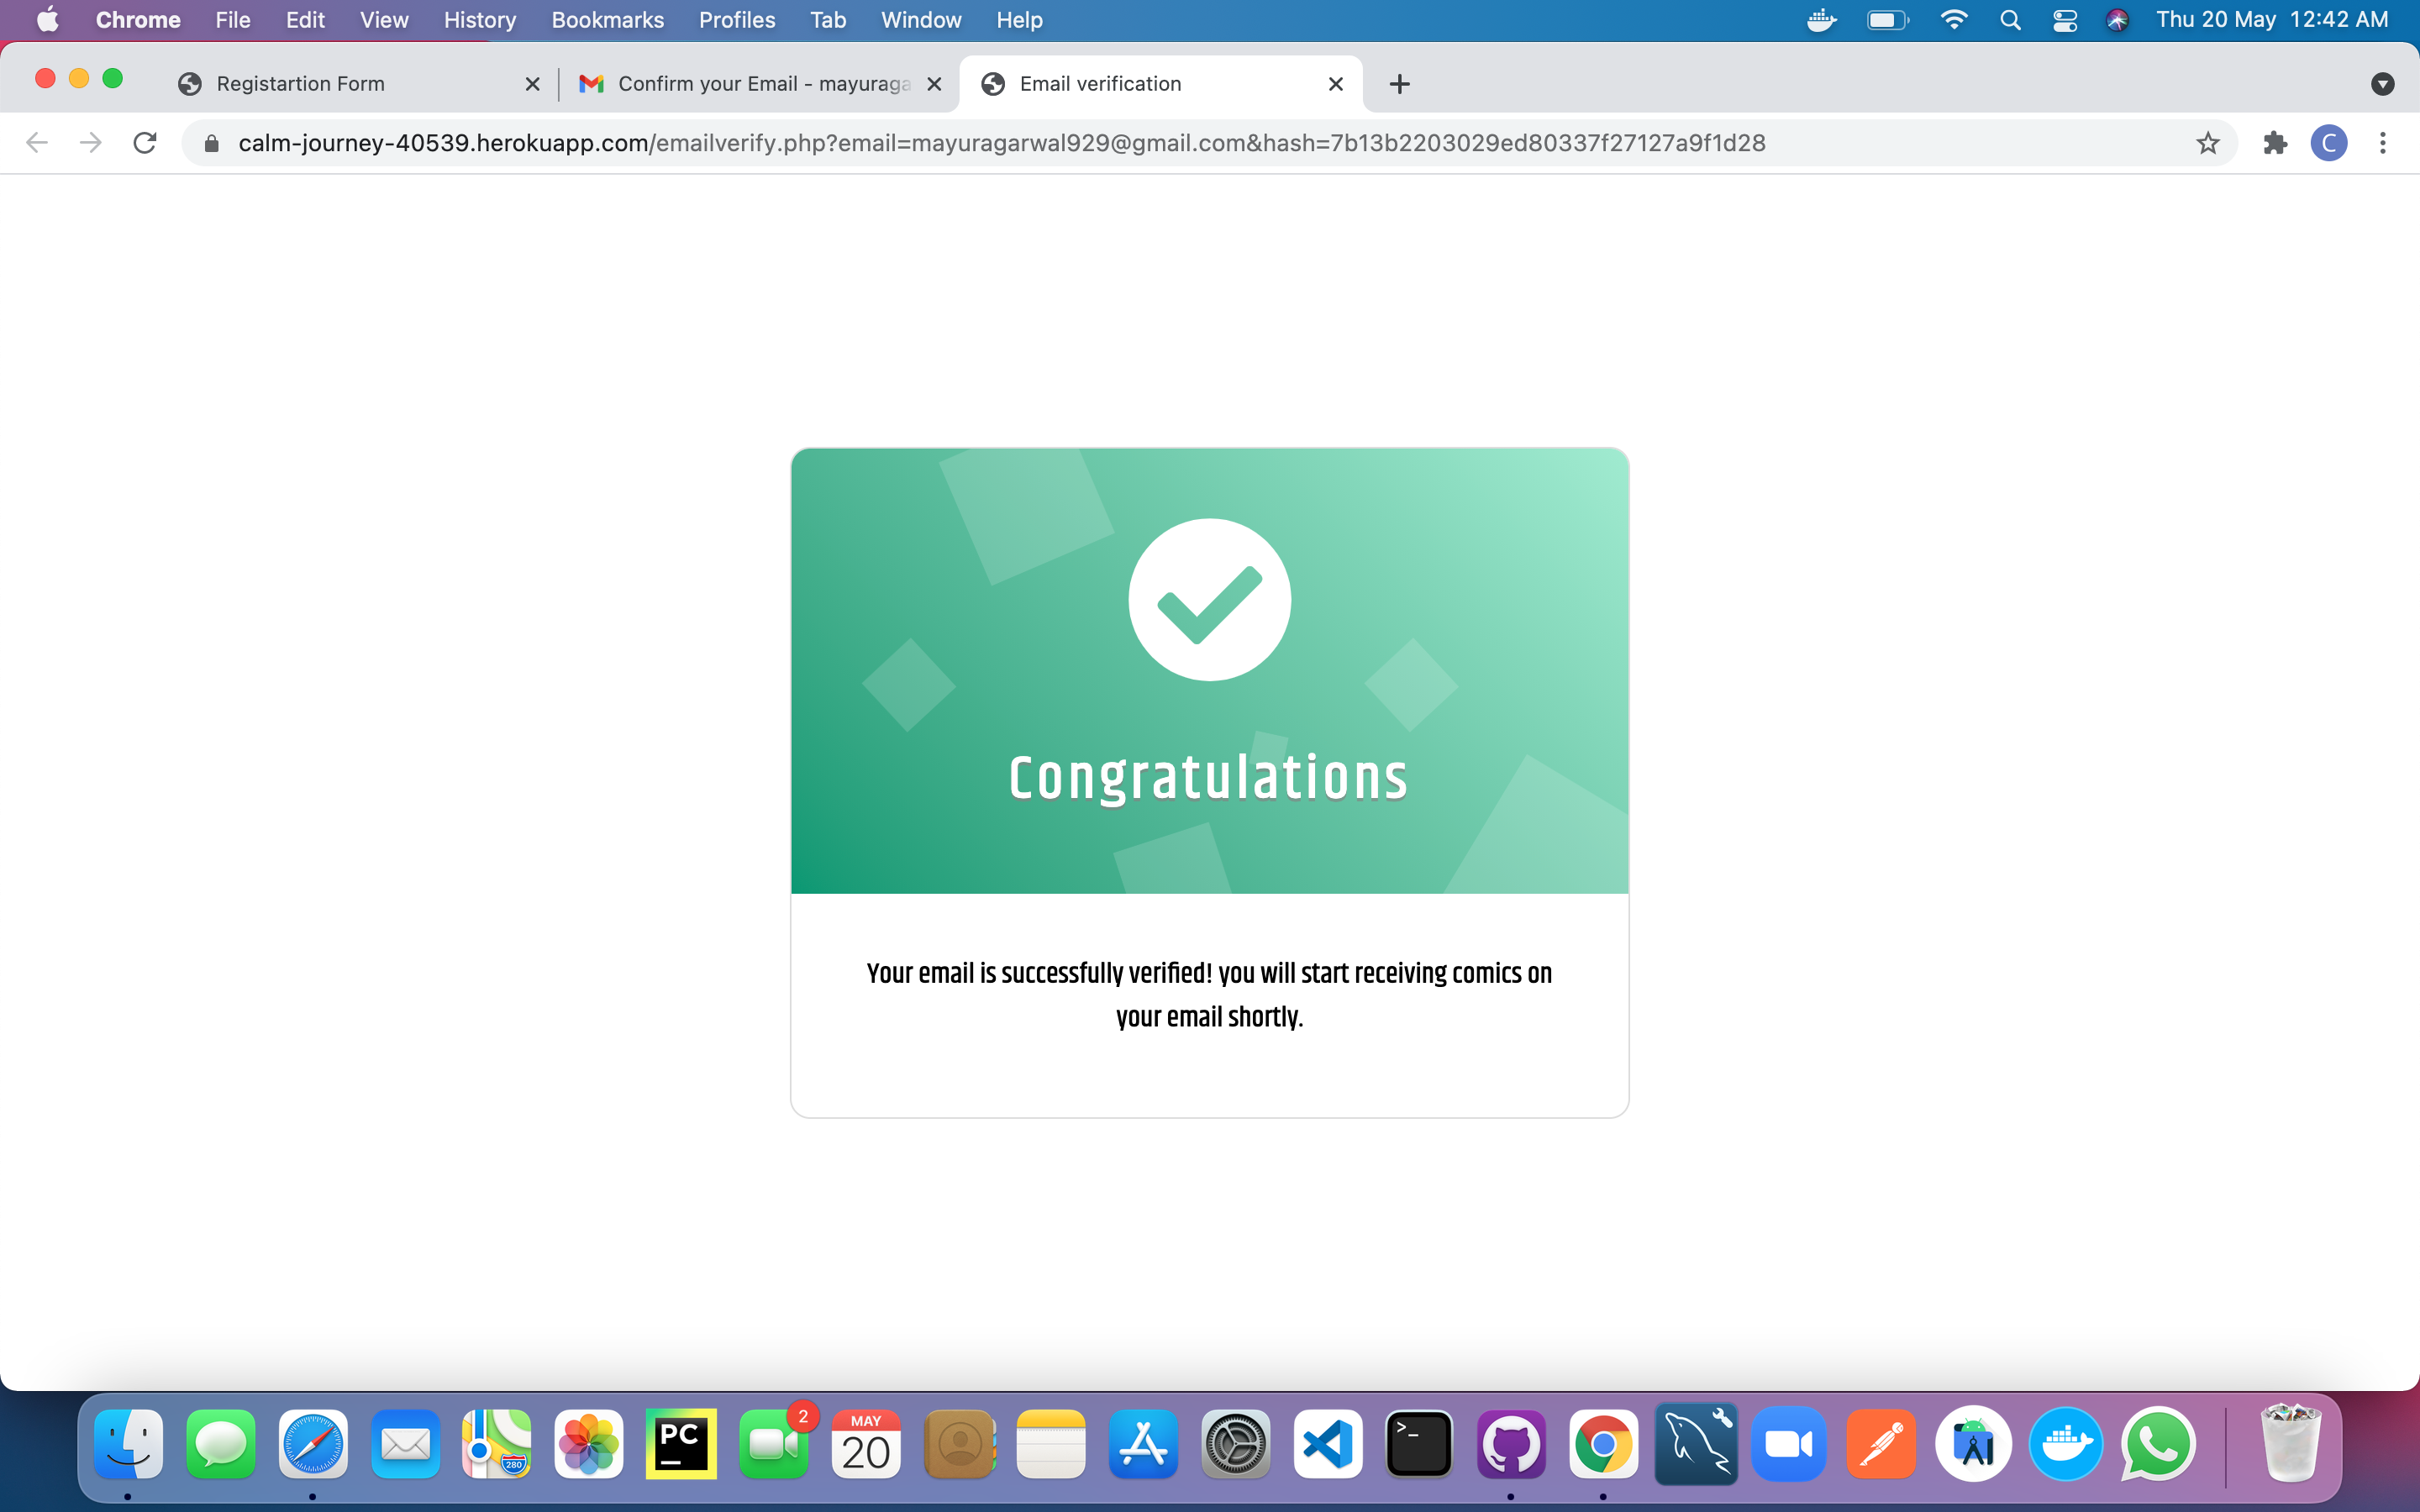 Chrome File Edit View History Bookmarks Profiles Tab Window Help Thu 20 May 12:42 AM
Registartion Form Confirm your Email - mayuraga Email verification
calm-journey-40539.herokuapp.com/emailverify.php?email=mayuragarwal929@gmail.com&hash=7b13b2203029ed80337f27127a9f1d28 C
Congratulations
Your email is successfully verified! you will start receiving comics on
your email shortly.
280 PC 2 MAY 20 >_